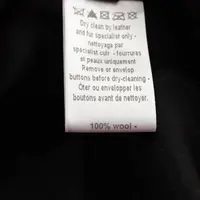 Dry clean by leather
and fur specialist only -
nettoyage par
specialist cuir - fourrures
et peaux uniquement
Remove or envelop
buttons before dry-cleaning -
Ôter ou envelopper les
boutons avant de nettoyer.
100% wool -